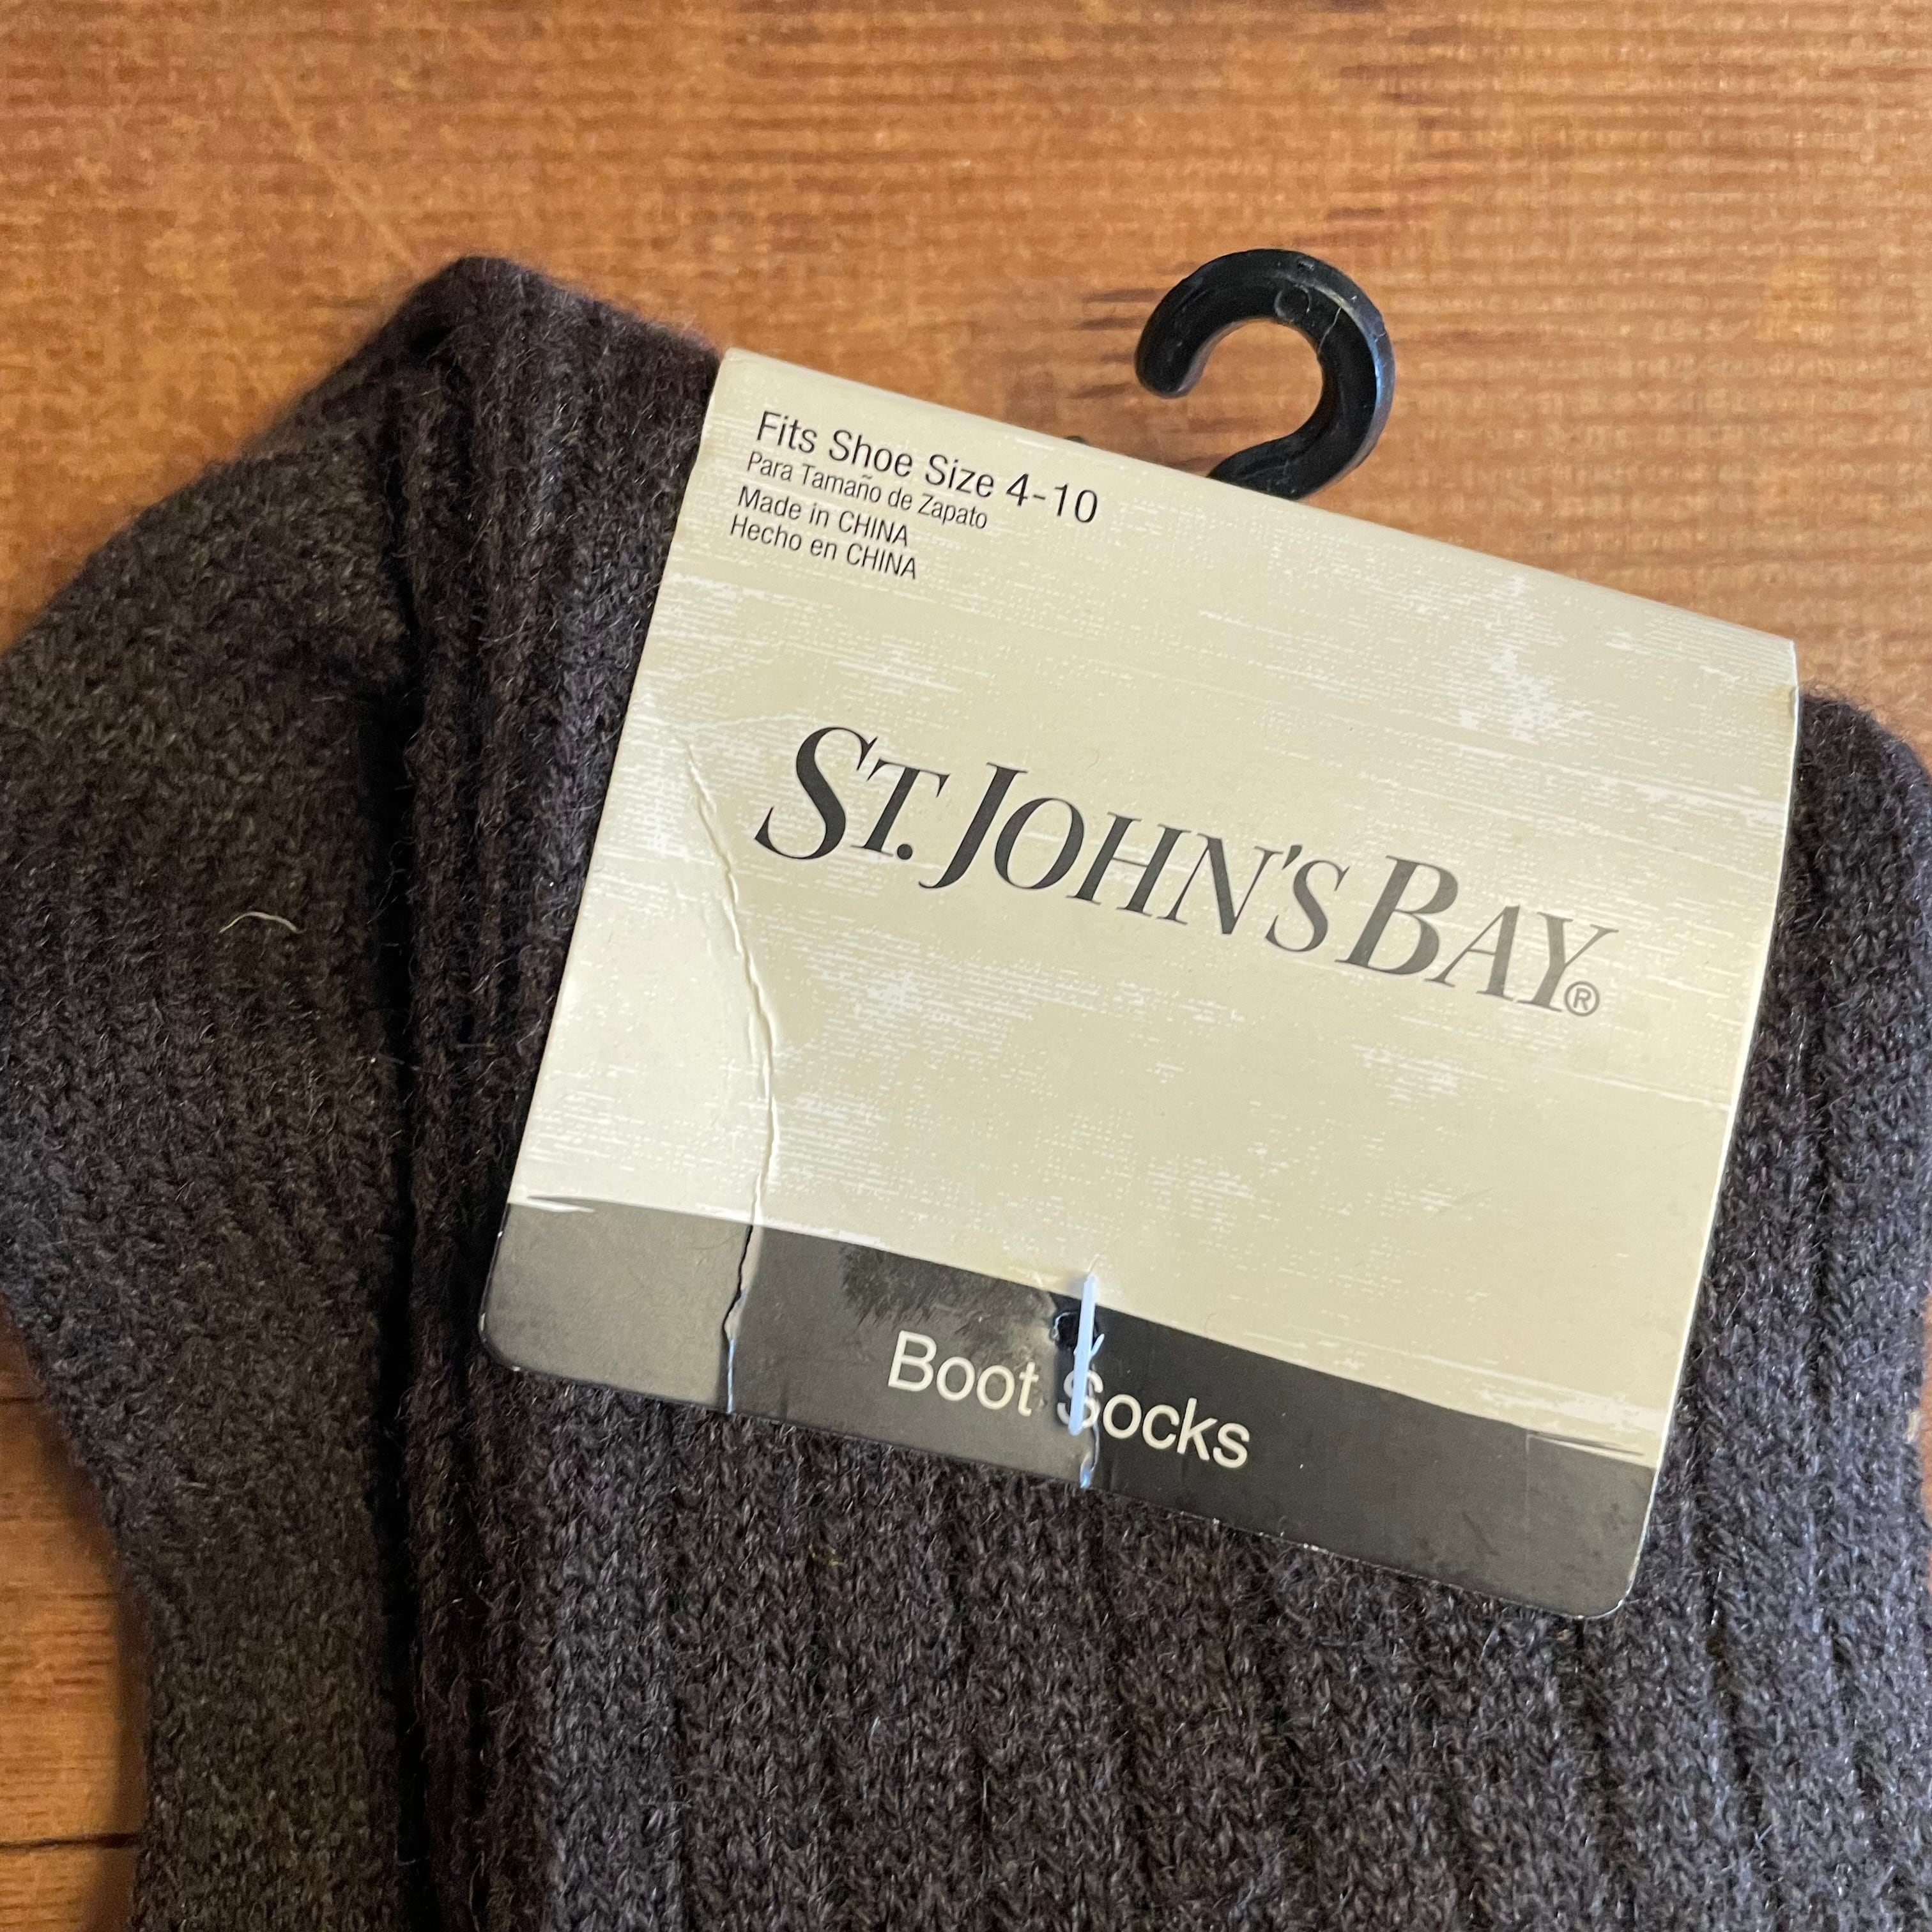 Fits Shoe Size 4-10
Para Tamaño de Zapato
Made in CHINA
Hecho en CHINA
ST. JOHN'S BAY®
Boot Socks